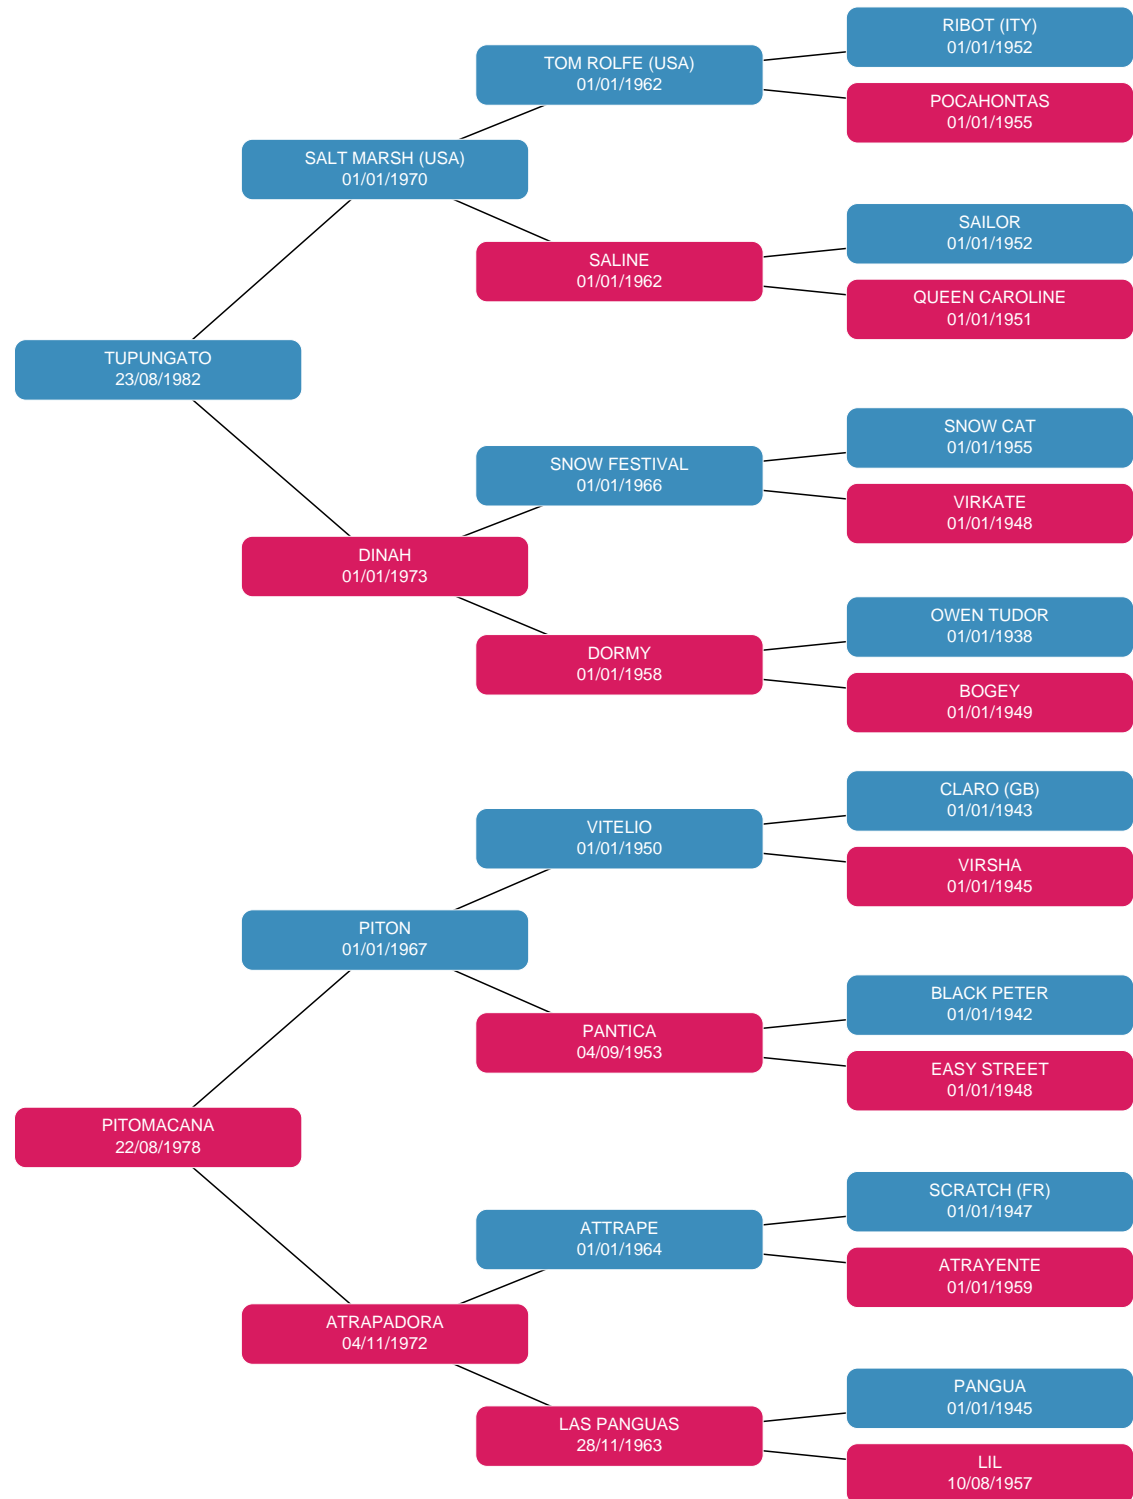 RIBOT (ITY)
01/01/1952
TOM ROLFE (USA)
01/01/1962
POCAHONTAS
01/01/1955
SALT MARSH (USA)
01/01/1970
SAILOR
01/01/1952
SALINE
01/01/1962
QUEEN CAROLINE
01/01/1951
TUPUNGATO
23/08/1982
SNOW CAT
01/01/1955
SNOW FESTIVAL
01/01/1966
VIRKATE
01/01/1948
DINAH
01/01/1973
OWEN TUDOR
01/01/1938
DORMY
01/01/1958
BOGEY
01/01/1949
CLARO (GB)
01/01/1943
VITELIO
01/01/1950
VIRSHA
01/01/1945
PITON
01/01/1967
BLACK PETER
01/01/1942
PANTICA
04/09/1953
EASY STREET
01/01/1948
PITOMACANA
22/08/1978
SCRATCH (FR)
01/01/1947
ATTRAPE
01/01/1964
ATRAYENTE
01/01/1959
ATRAPADORA
04/11/1972
PANGUA
01/01/1945
LAS PANGUAS
28/11/1963
LIL
10/08/1957